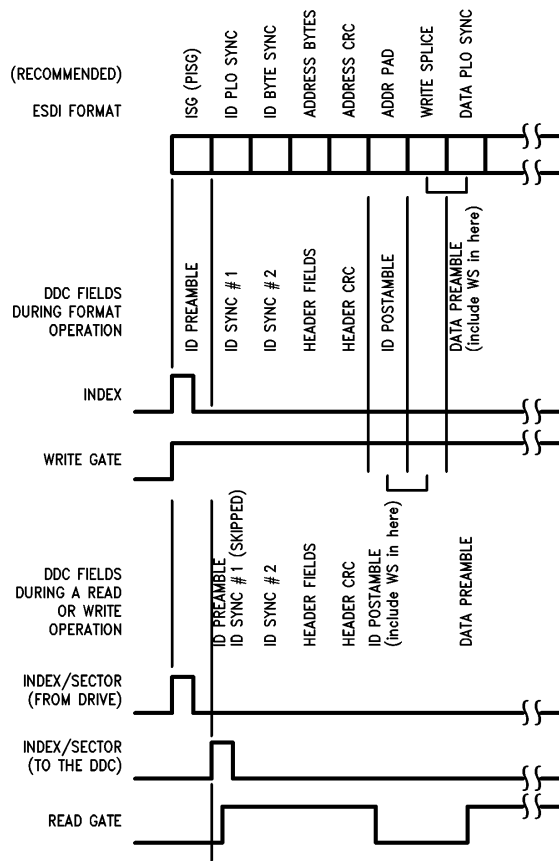 (RECOMMENDED)
ESDI FORMAT
ISG (PISG)
ID PLO SYNC
ID BYTE SYNC
ADDRESS BYTES
ADDRESS CRC
ADDR PAD
WRITE SPLICE
DATA PLO SYNC
DDC FIELDS
DURING FORMAT
OPERATION
ID PREAMBLE
ID SYNC #1
ID SYNC #2
HEADER FIELDS
HEADER CRC
ID POSTAMBLE
DATA PREAMBLE
(include WS in here)
INDEX
WRITE GATE
DDC FIELDS
DURING A READ
OR WRITE
OPERATION
ID PREAMBLE
ID SYNC #1 (SKIPPED)
ID SYNC #2
HEADER FIELDS
HEADER CRC
ID POSTAMBLE
(include WS in here)
DATA PREAMBLE
INDEX/SECTOR
(FROM DRIVE)
INDEX/SECTOR
(TO THE DDC)
READ GATE